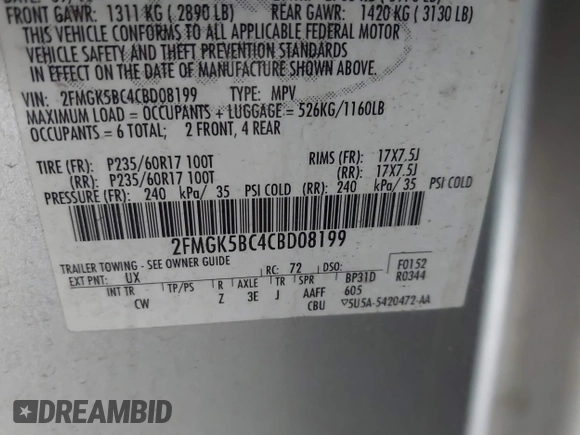 FRONT GAWR: 1311 KG ( 2890 LB) REAR GAWR: 1420 KG ( 3130 LB)
THIS VEHICLE CONFORMS TO ALL APPLICABLE FEDERAL MOTOR
VEHICLE SAFETY AND THEFT PREVENTION STANDARDS
IN EFFECT ON THE DATE OF MANUFACTURE SHOWN ABOVE.
VIN: 2FMGK5BC4CBD08199 TYPE: MPV
MAXIMUM LOAD = OCCUPANTS + LUGGAGE = 526KG/1160LB
OCCUPANTS = 6 TOTAL; 2 FRONT, 4 REAR
TIRE (FR): P235/60R17 100T RIMS (FR): 17X7.5J
(RR): P235/60R17 100T (RR): 17X7.5J
PRESSURE (FR): 240 kPa/ 35 PSI COLD (RR): 240 kPa/ 35 PSI COLD
2FMGK5BC4CBD08199
TRAILER TOWING - SEE OWNER GUIDE
EXT PNT: UX RC: 72 DSO: F0152
INT TR TP/PS R AXLE TR SPR BP31D R0344
CW Z 3E J AAFF 605
CBU 5U5A-5420472-AA
DREAMBID